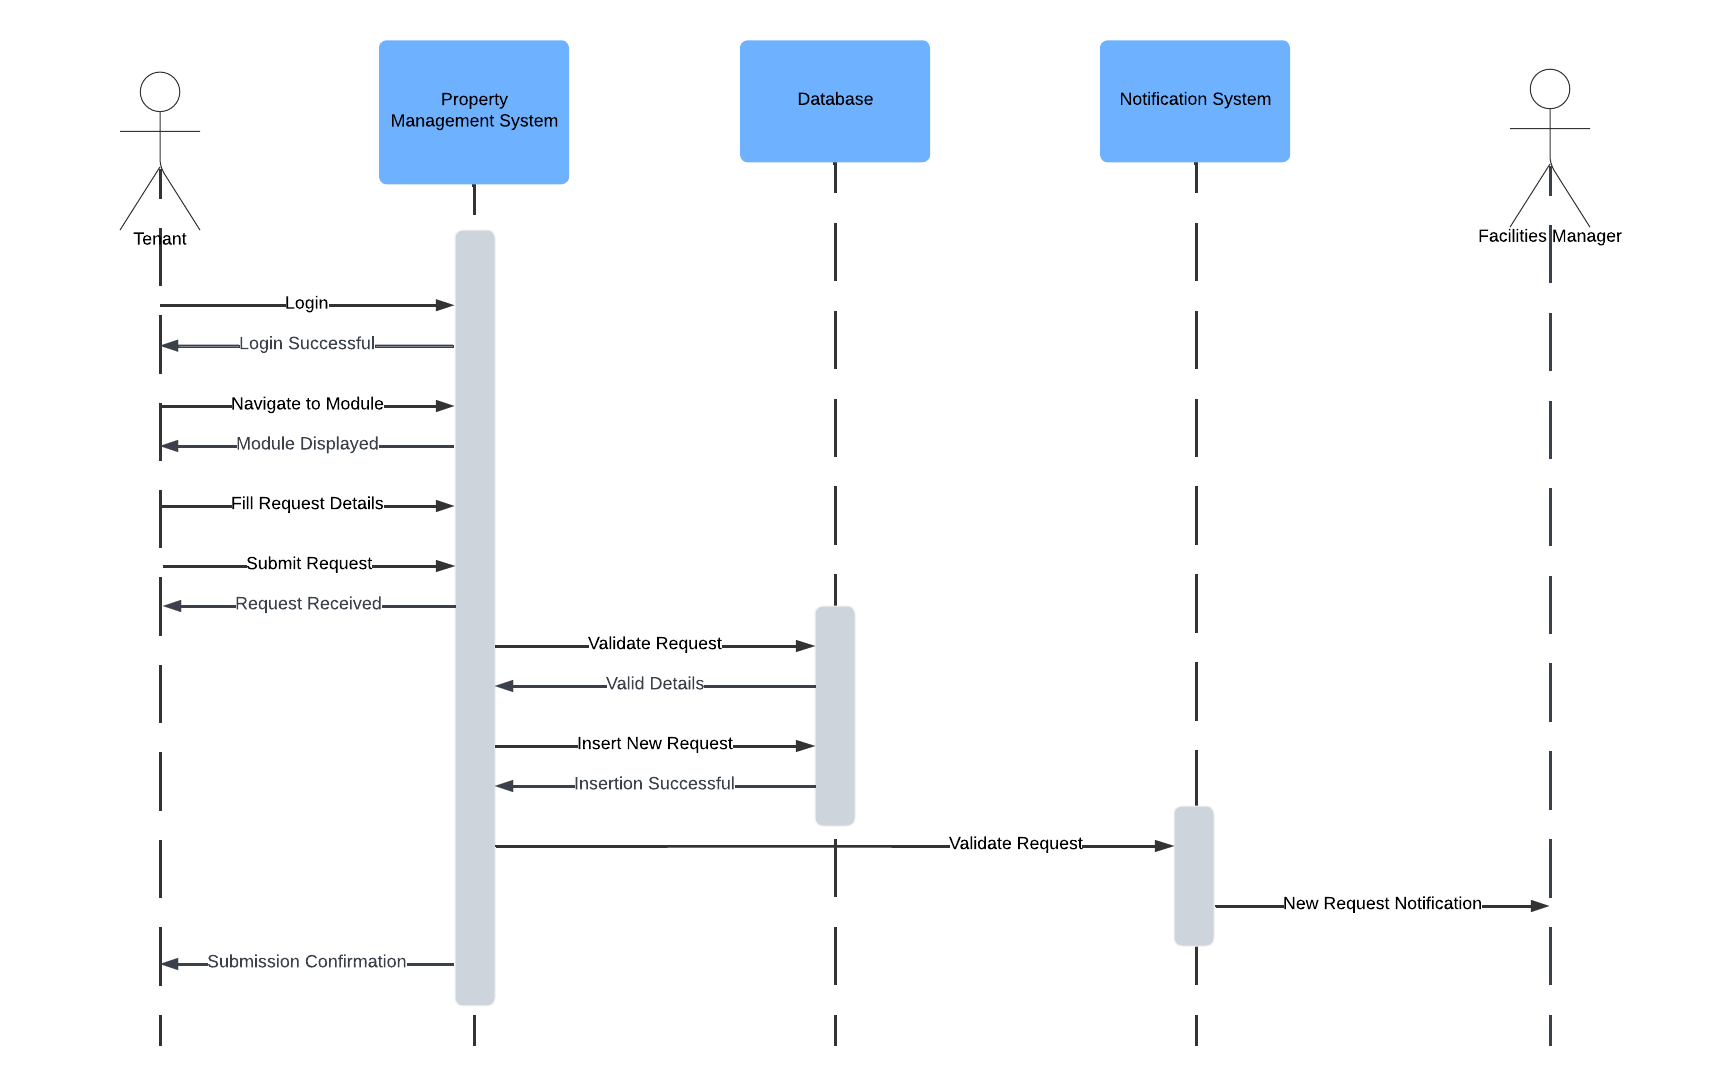 Property
Management System
Database
Notification System
Tenant
Facilities Manager
Login
Login Successful
Navigate to Module
Module Displayed
Fill Request Details
Submit Request
Request Received
Validate Request
Valid Details
Insert New Request
Insertion Successful
Validate Request
New Request Notification
Submission Confirmation